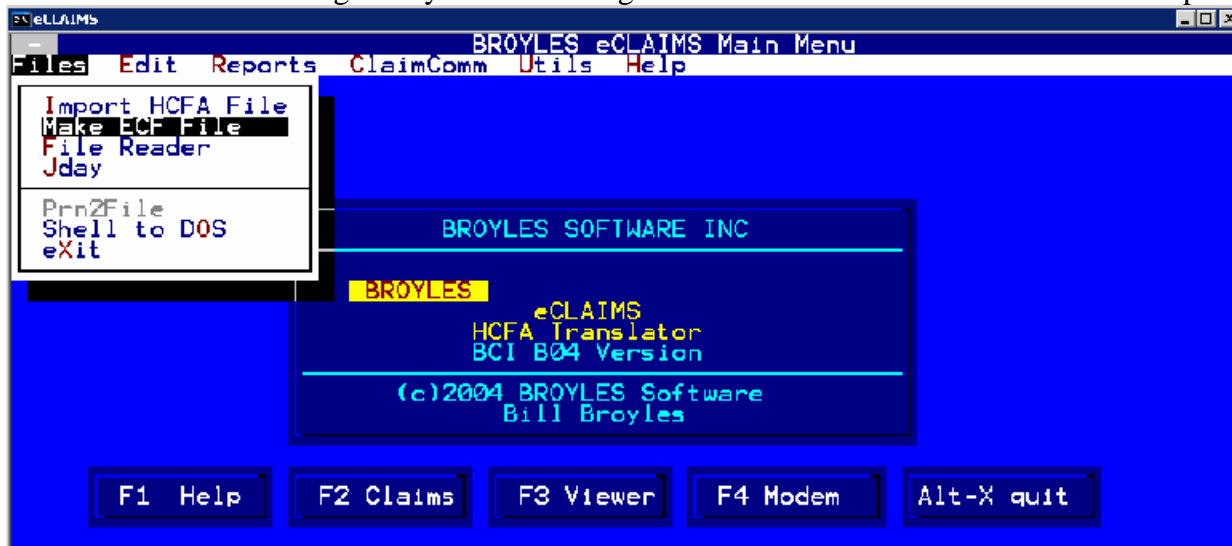 eLLAIMS
BROYLES eCLAIMS Main Menu
Files Edit Reports ClaimComm Utils Help
Import HCFA File
Make ECF File
File Reader
Jday
Prn2File
Shell to DOS
eXit
BROYLES SOFTWARE INC
BROYLES
eCLAIMS
HCFA Translator
BCI B04 Version
(c)2004 BROYLES Software
Bill Broyles
F1 Help F2 Claims F3 Viewer F4 Modem Alt-X quit